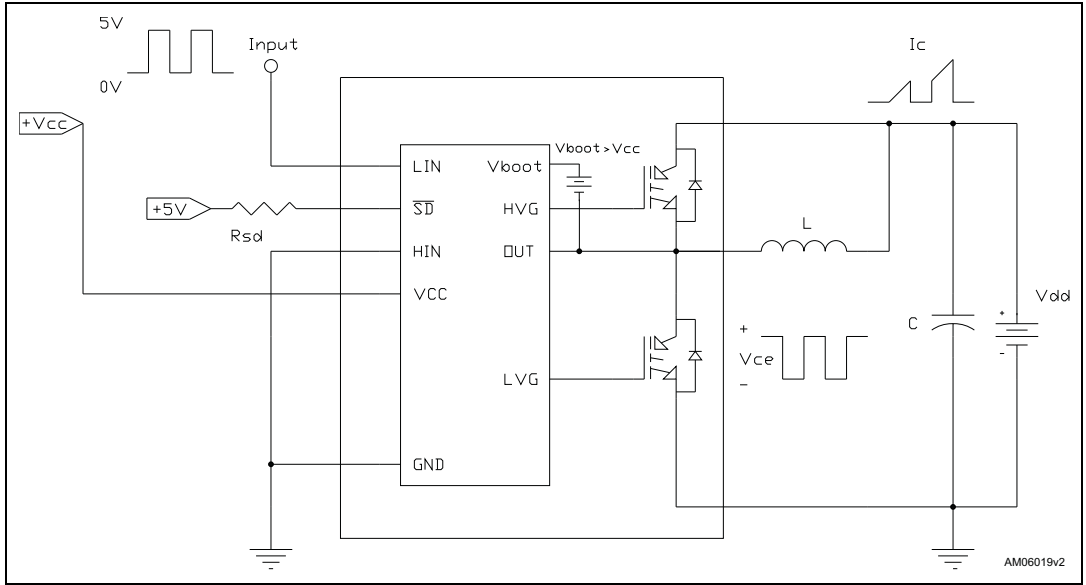 5V
0V
Input
Ic
+Vcc
Vboot>Vcc
LIN
Vboot
+5V
Rsd
SD
HVG
HIN
OUT
L
VCC
Vdd
+
-
C
+
Vce
-
LVG
GND
AM06019v2